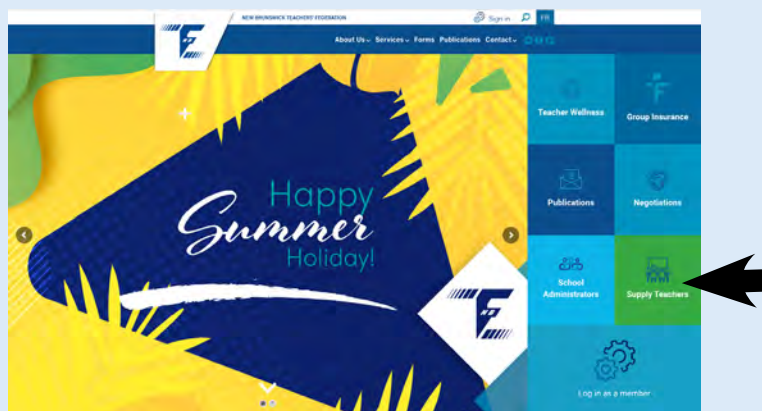 NEW BRUNSWICK TEACHERS' FEDERATION
Sign in
FR
About Us Services Forms Publications Contact
Happy
Summer
Holiday!
Teacher Wellness
Group Insurance
Publications
Negotiations
School
Administrators
Supply Teachers
Log in as a member